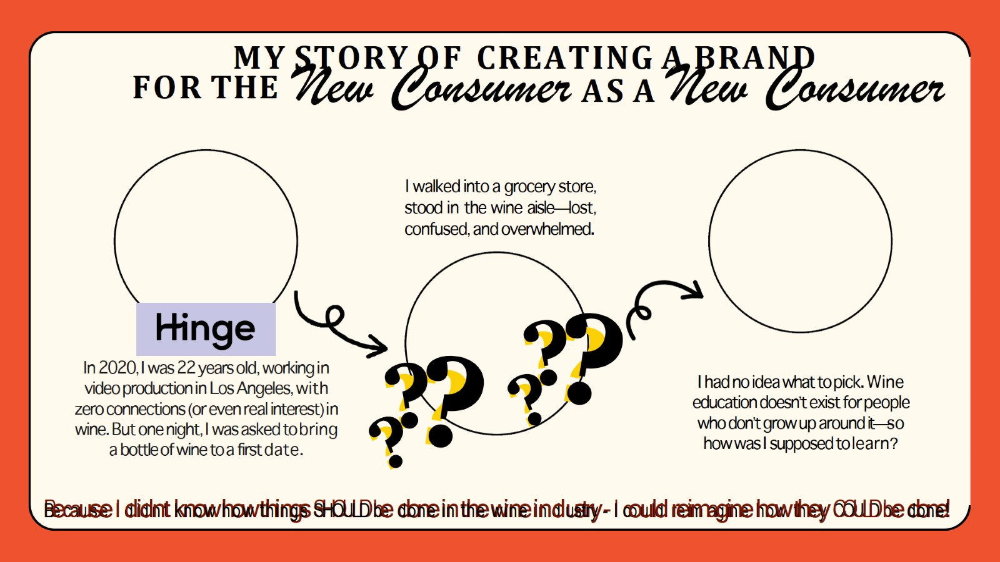 MY STORY OF CREATING A BRAND
FOR THE New Consumer AS A New Consumer
I walked into a grocery store,
stood in the wine aisle—lost,
confused, and overwhelmed.
Hinge
In 2020, I was 22 years old, working in
video production in Los Angeles, with
zero connections (or even real interest) in
wine. But one night, I was asked to bring
a bottle of wine to a first date.
?? ??
? ?
I had no idea what to pick. Wine
education doesn't exist for people
who don't grow up around it—so
how was I supposed to learn?
Because I didnt know how things SHOULD be done in the wine industry - I could reimagine how they COULD be done!